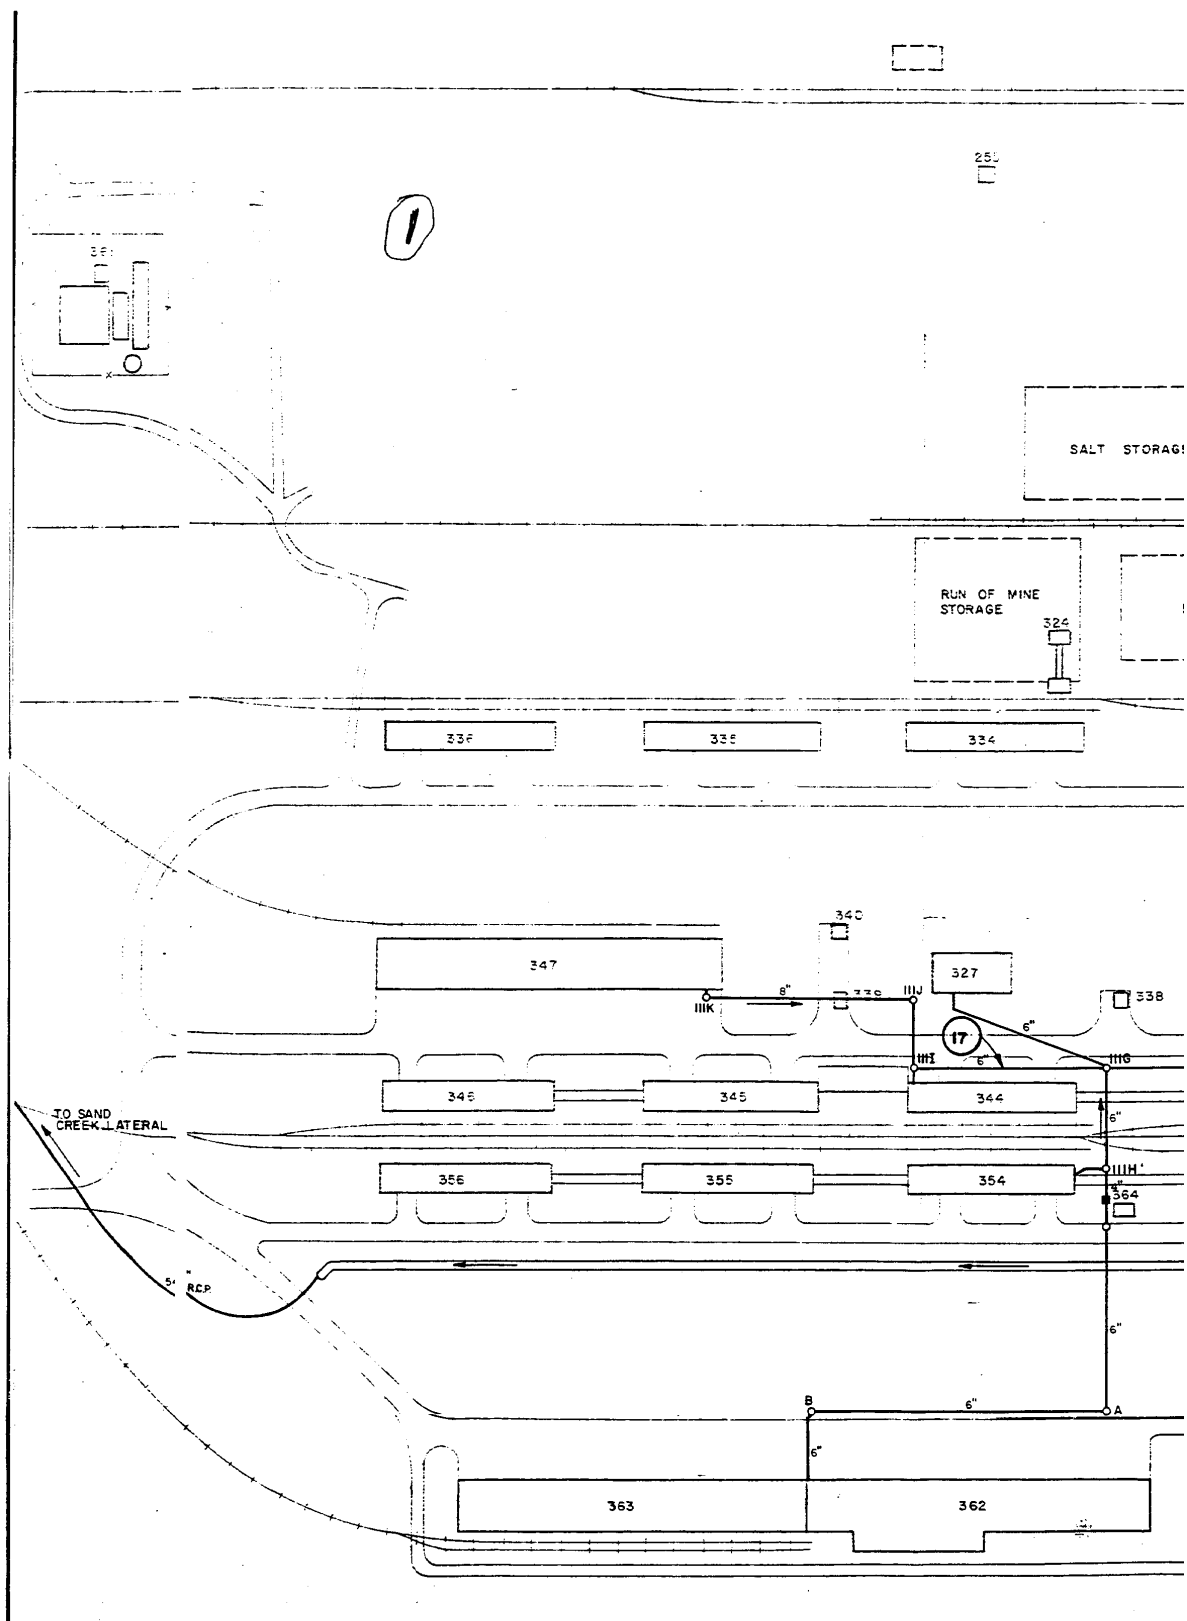 1
SALT STORAGE
RUN OF MINE
STORAGE
324
336
335
334
340
347
327
IIIK
8"
IIIJ
339
338
6"
17
IIII
6"
IIIG
346
345
344
6"
TO SAND
CREEK LATERAL
356
355
354
IIIH
4"
364
R.C.P.
6"
B
6"
A
6"
363
362